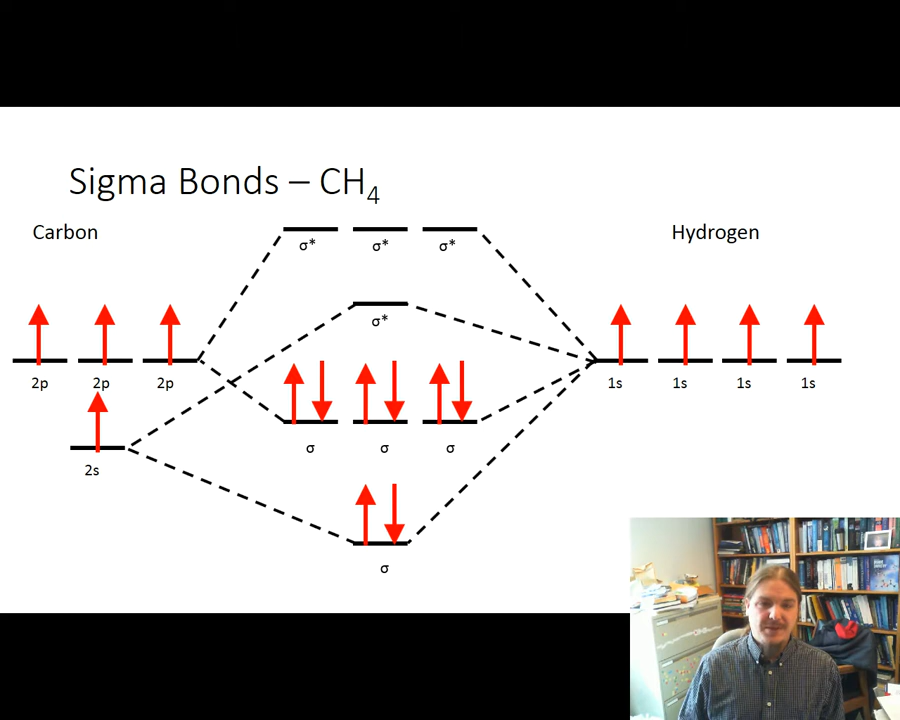 Sigma Bonds – CH4
Carbon
Hydrogen
σ* σ* σ*
σ*
2p 2p 2p
1s 1s 1s 1s
σ σ σ
2s
σ